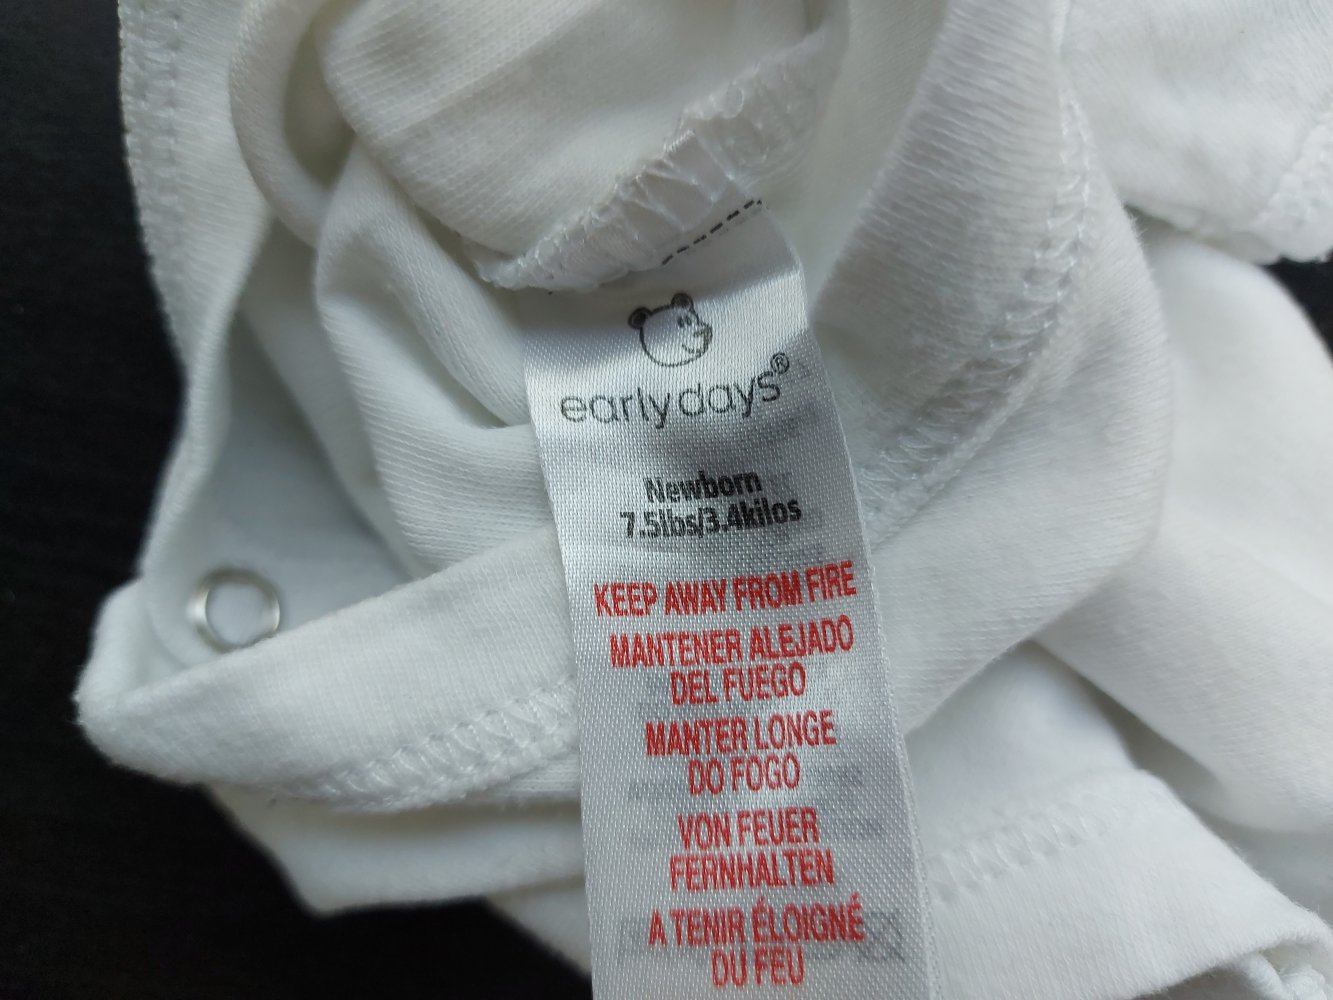 earlydays®
Newborn
7.5lbs/3.4kilos
KEEP AWAY FROM FIRE
MANTENER ALEJADO
DEL FUEGO
MANTER LONGE
DO FOGO
VON FEUER
FERNHALTEN
A TENIR ÉLOIGNÉ
DU FEU